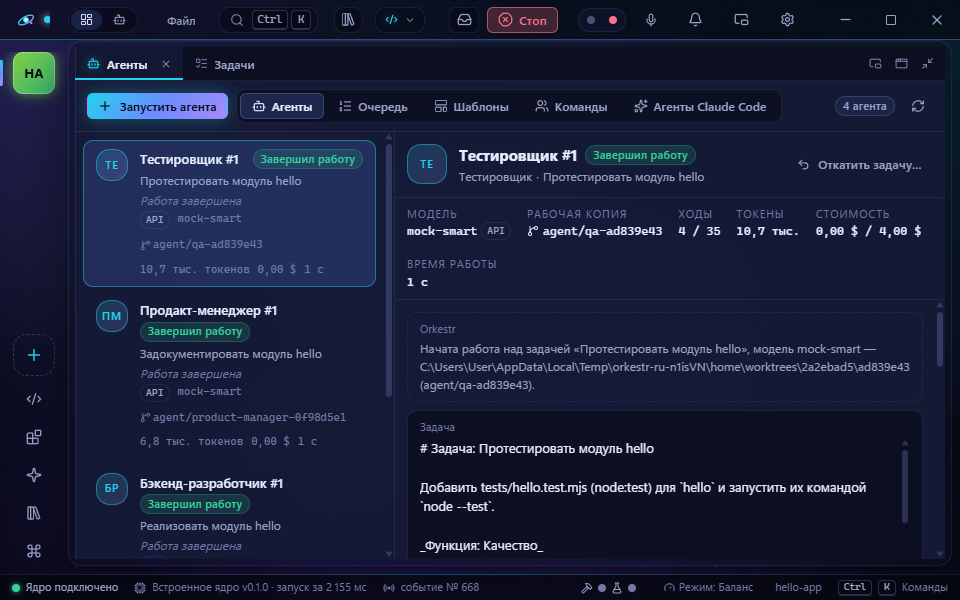 Файл
Ctrl K
Стоп
НА
Агенты
Задачи
Запустить агента
Агенты
Очередь
Шаблоны
Команды
Агенты Claude Code
4 агента
ТЕ
Тестировщик #1
Завершил работу
Протестировать модуль hello
Работа завершена
API mock-smart
agent/qa-ad839e43
10,7 тыс. токенов 0,00 $ 1 с
ПМ
Продакт-менеджер #1
Завершил работу
Задокументировать модуль hello
Работа завершена
API mock-smart
agent/product-manager-0f98d5e1
6,8 тыс. токенов 0,00 $ 1 с
БР
Бэкенд-разработчик #1
Завершил работу
Реализовать модуль hello
Работа завершена
ТЕ
Тестировщик #1 Завершил работу
Тестировщик · Протестировать модуль hello
Откатить задачу...
МОДЕЛЬ РАБОЧАЯ КОПИЯ ХОДЫ ТОКЕНЫ СТОИМОСТЬ
mock-smart API agent/qa-ad839e43 4 / 35 10,7 тыс. 0,00 $ / 4,00 $
ВРЕМЯ РАБОТЫ
1 с
Orkestr
Начата работа над задачей «Протестировать модуль hello», модель mock-smart —
C:\Users\User\AppData\Local\Temp\orkestr-ru-n1isVN\home\worktrees\2a2ebad5\ad839e43
(agent/qa-ad839e43).
Задача
# Задача: Протестировать модуль hello
Добавить tests/hello.test.mjs (node:test) для `hello` и запустить их командой
`node --test`.
_Функция: Качество_
Ядро подключено
Встроенное ядро v0.1.0 · запуск за 2 155 мс
событие № 668
Режим: Баланс
hello-app
Ctrl K Команды